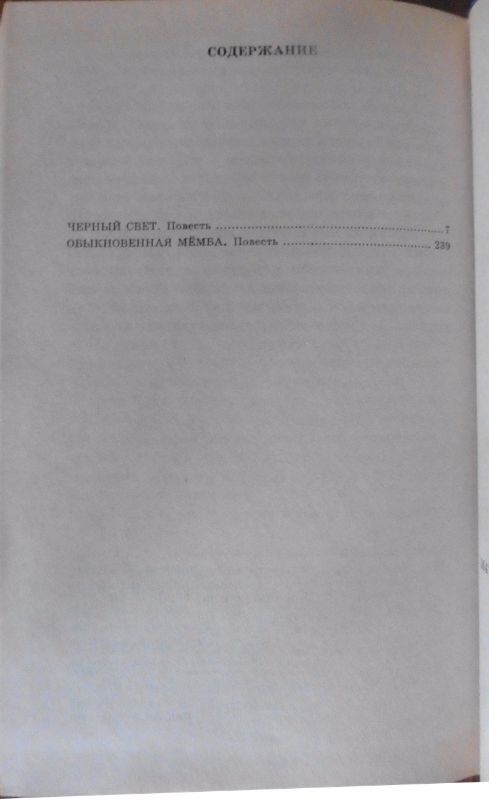 СОДЕРЖАНИЕ
ЧЕРНЫЙ СВЕТ. Повесть ........................................................ 7
ОБЫКНОВЕННАЯ МЁМБА. Повесть ..................................... 239